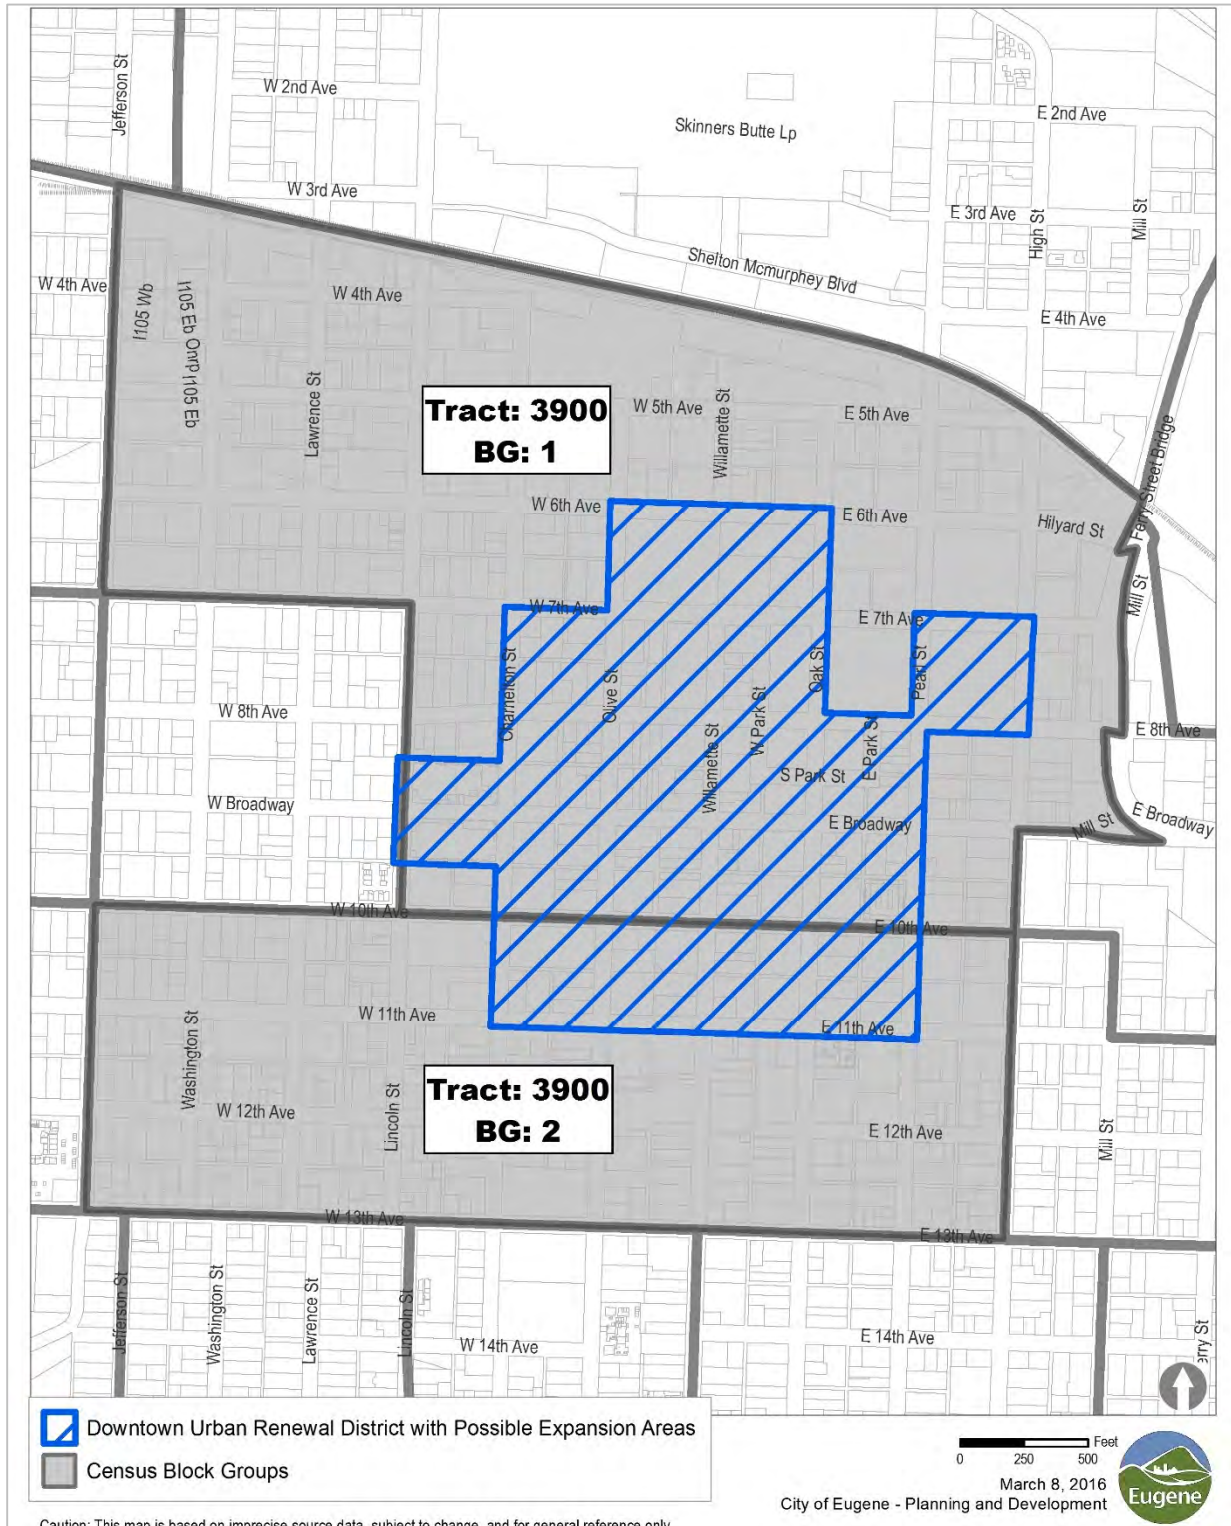 Jefferson St
W 2nd Ave
Skinners Butte Lp
E 2nd Ave
W 3rd Ave
E 3rd Ave
High St
Mill St
Shelton Mcmurphey Blvd
W 4th Ave
I105 Wb
I105 Eb OnrP I105 Eb
W 4th Ave
E 4th Ave
Lawrence St
Tract: 3900
BG: 1
W 5th Ave
Willamette St
E 5th Ave
Ferry Street Bridge
W 6th Ave
E 6th Ave
Hilyard St
Mill St
W 7th Ave
E 7th Ave
Charnelton St
Olive St
Oak St
Pearl St
W 8th Ave
Willamette St
W Park St
E Park St
E 8th Ave
S Park St
W Broadway
E Broadway
Mill St
E Broadway
W 10th Ave
E 10th Ave
W 11th Ave
E 11th Ave
Washington St
Tract: 3900
BG: 2
W 12th Ave
Lincoln St
E 12th Ave
Mill St
W 13th Ave
E 13th Ave
Jefferson St
Washington St
Lawrence St
Lincoln St
W 14th Ave
E 14th Ave
erry St
Downtown Urban Renewal District with Possible Expansion Areas
Census Block Groups
Feet
0 250 500
March 8, 2016
City of Eugene - Planning and Development
Eugene
Caution: This map is based on imprecise source data, subject to change, and for general reference only.